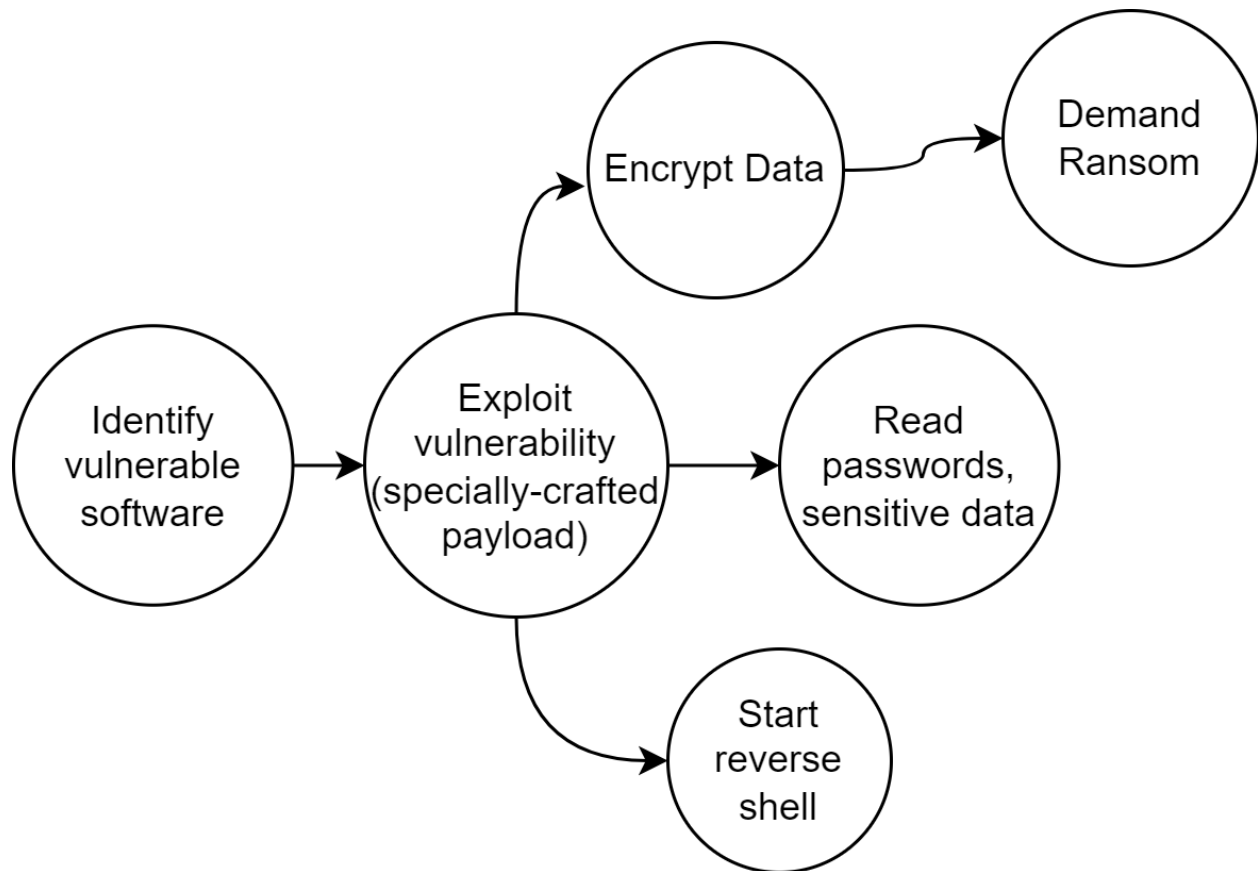 Identify
vulnerable
software
Exploit
vulnerability
(specially-crafted
payload)
Encrypt Data
Demand
Ransom
Read
passwords,
sensitive data
Start
reverse
shell